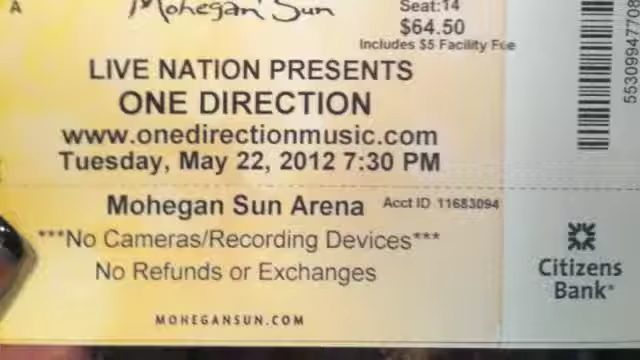 A
Mohegan Sun
Seat:14
$64.50
Includes $5 Facility Fee
LIVE NATION PRESENTS
ONE DIRECTION
www.onedirectionmusic.com
Tuesday, May 22, 2012 7:30 PM
Mohegan Sun Arena Acct ID 11683094
***No Cameras/Recording Devices***
No Refunds or Exchanges
MOHEGANSUN.COM
55309947708
Citizens
Bank